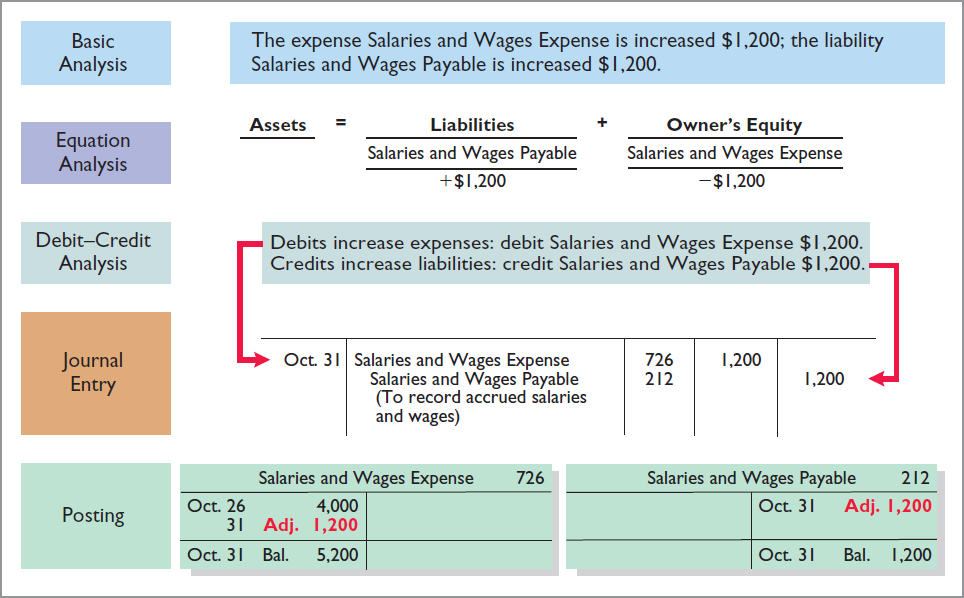 Basic
Analysis
The expense Salaries and Wages Expense is increased $1,200; the liability
Salaries and Wages Payable is increased $1,200.
Equation
Analysis
Assets = Liabilities + Owner's Equity
Salaries and Wages Payable Salaries and Wages Expense
+$1,200 −$1,200
Debit–Credit
Analysis
Debits increase expenses: debit Salaries and Wages Expense $1,200.
Credits increase liabilities: credit Salaries and Wages Payable $1,200.
Journal
Entry
Oct. 31 Salaries and Wages Expense 726 1,200
Salaries and Wages Payable 212 1,200
(To record accrued salaries
and wages)
Posting
Salaries and Wages Expense 726
Oct. 26 4,000
31 Adj. 1,200
Oct. 31 Bal. 5,200
Salaries and Wages Payable 212
Oct. 31 Adj. 1,200
Oct. 31 Bal. 1,200